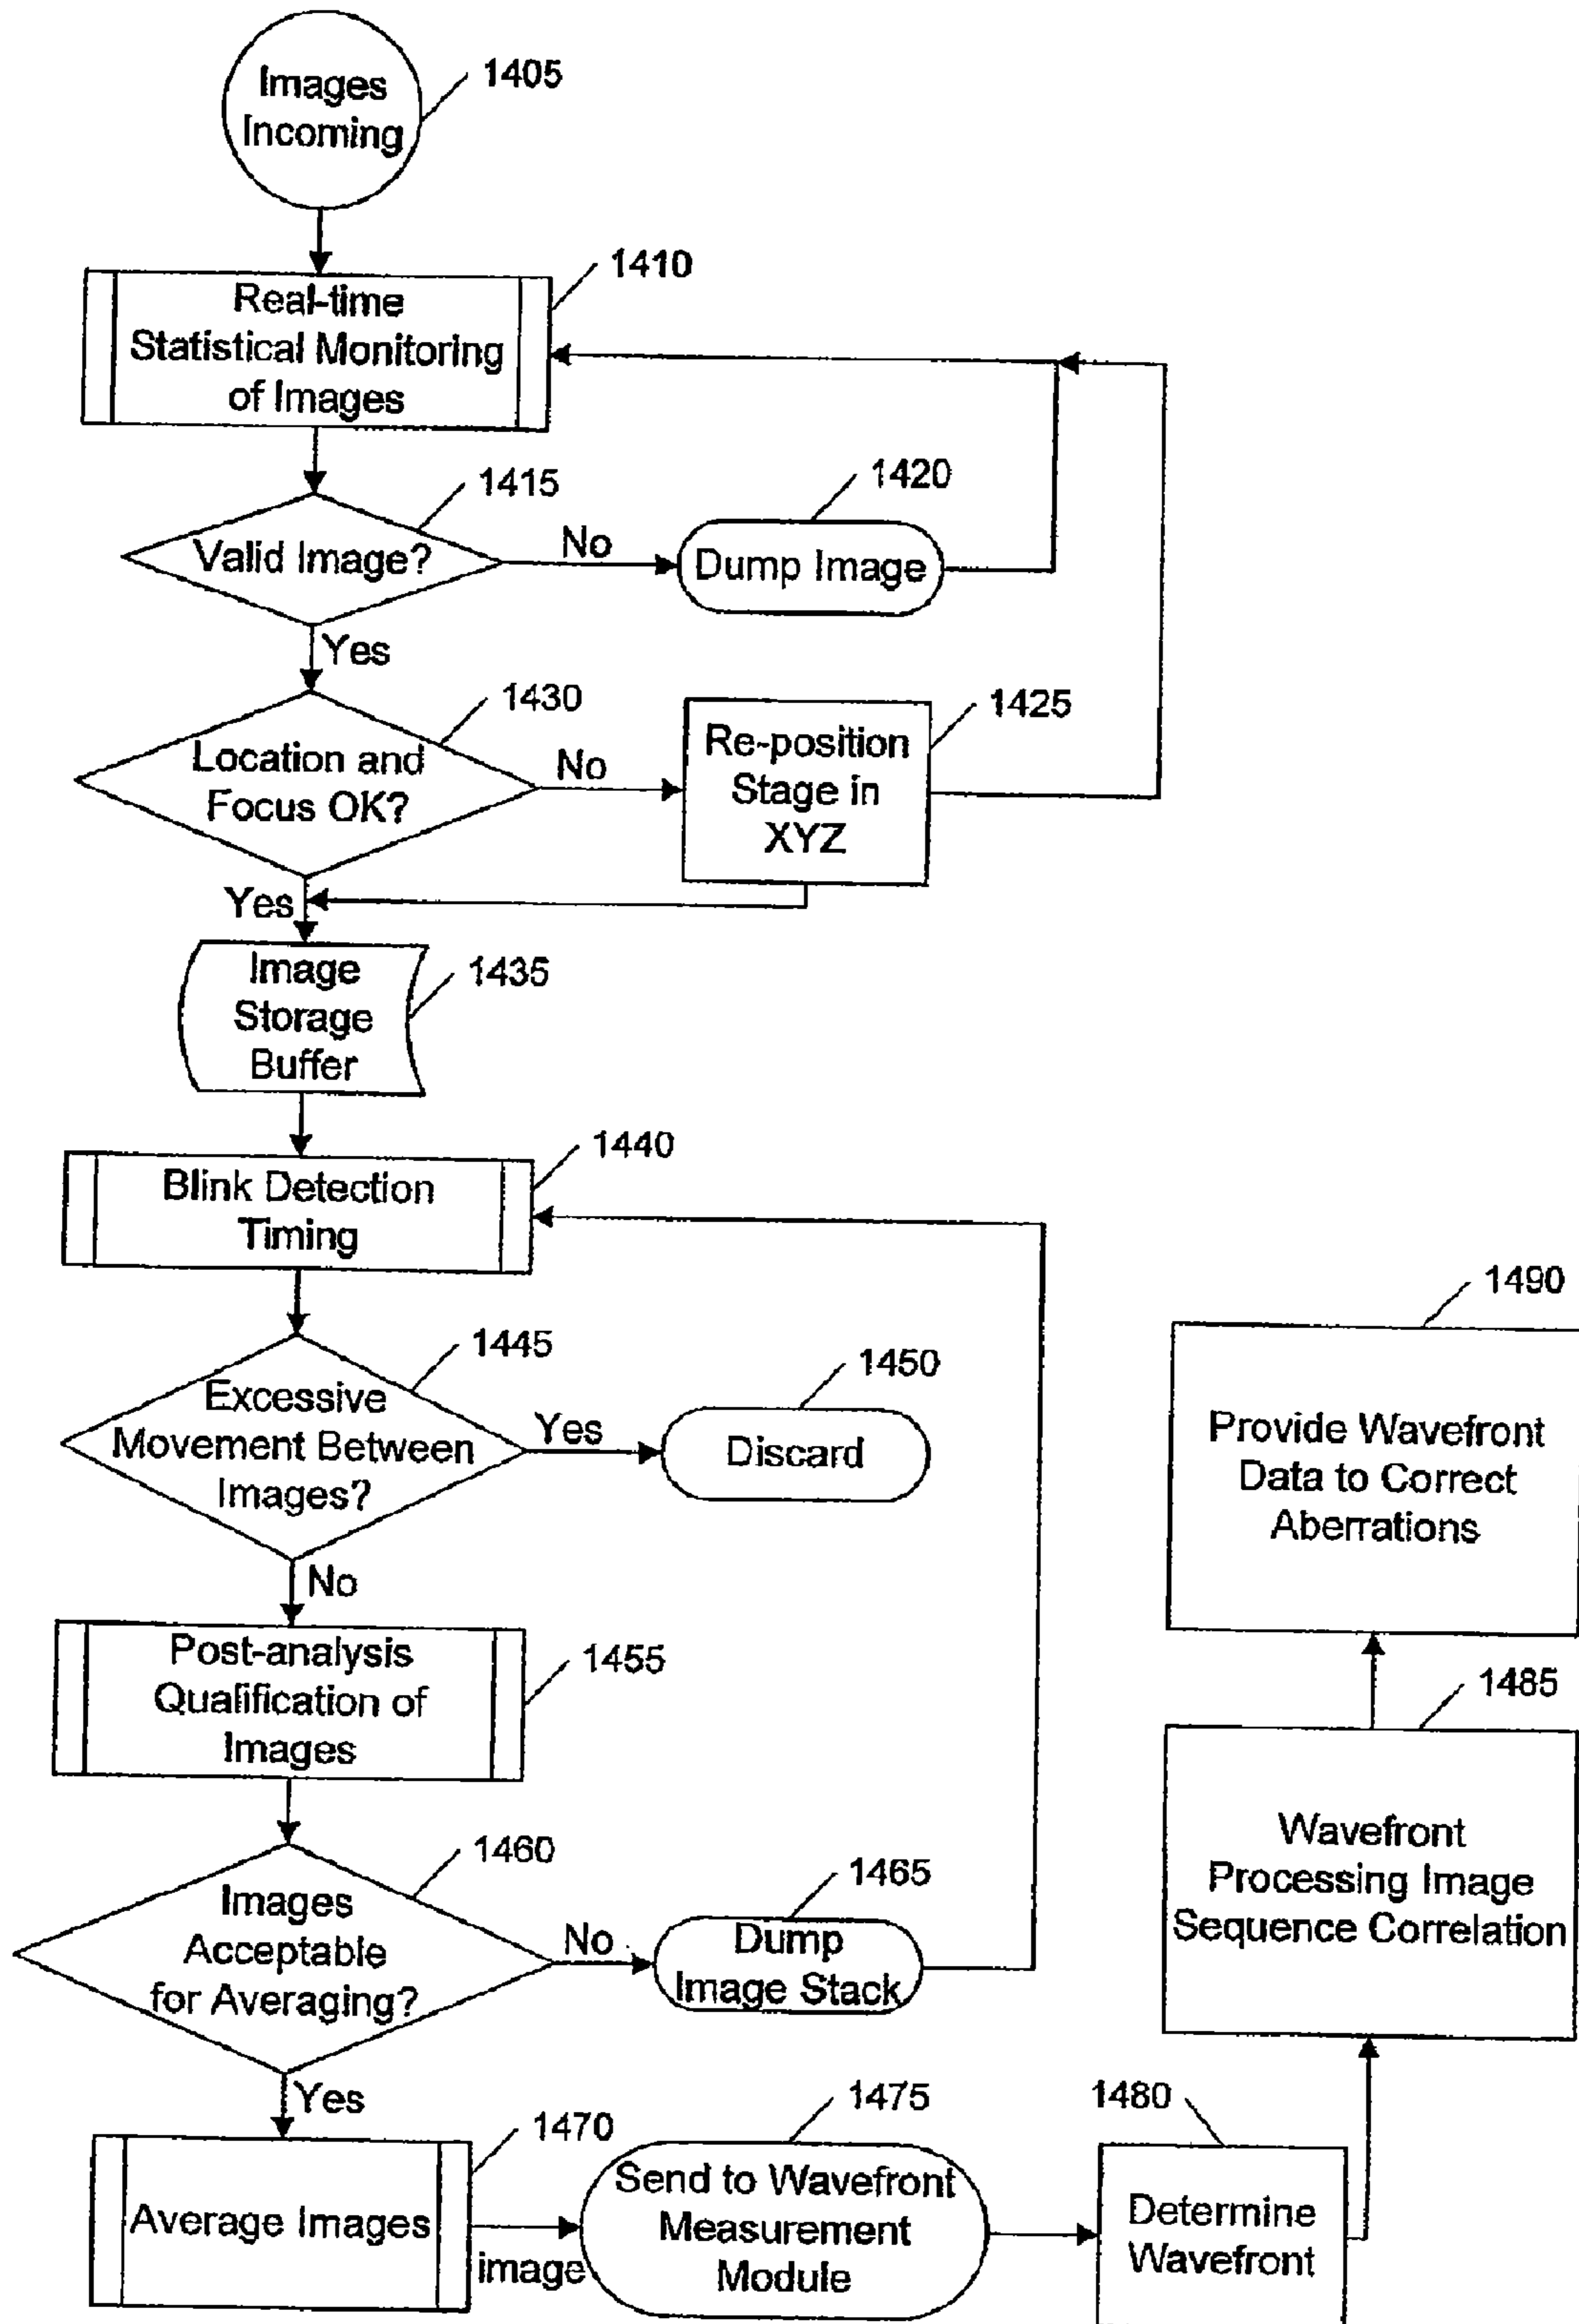 Images
Incoming
1405
1410
Real-time
Statistical Monitoring
of Images
1415
Valid Image?
No
1420
Dump Image
Yes
1430
Location and
Focus OK?
No
1425
Re-position
Stage in
XYZ
Yes
Image
Storage
Buffer
1435
1440
Blink Detection
Timing
1445
Excessive
Movement Between
Images?
Yes
1450
Discard
No
Post-analysis
Qualification of
Images
1455
1460
Images
Acceptable
for Averaging?
No
1465
Dump
Image Stack
Yes
1470
Average Images
image
1475
Send to Wavefront
Measurement
Module
1480
Determine
Wavefront
1485
Wavefront
Processing Image
Sequence Correlation
1490
Provide Wavefront
Data to Correct
Aberrations